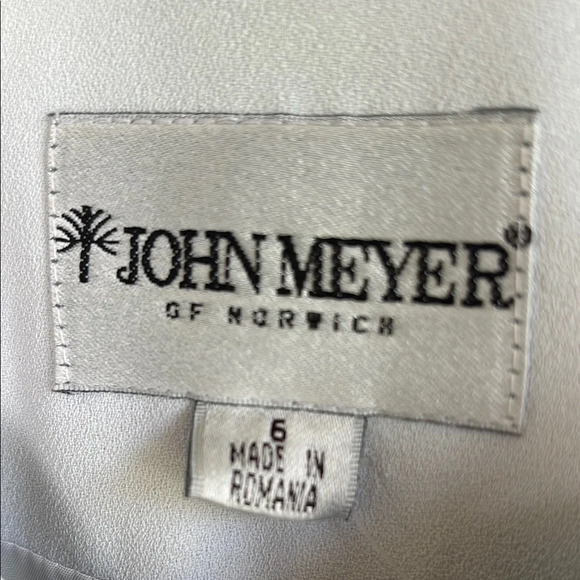 JOHN MEYER®
OF NORWICH
6
MADE IN
ROMANIA